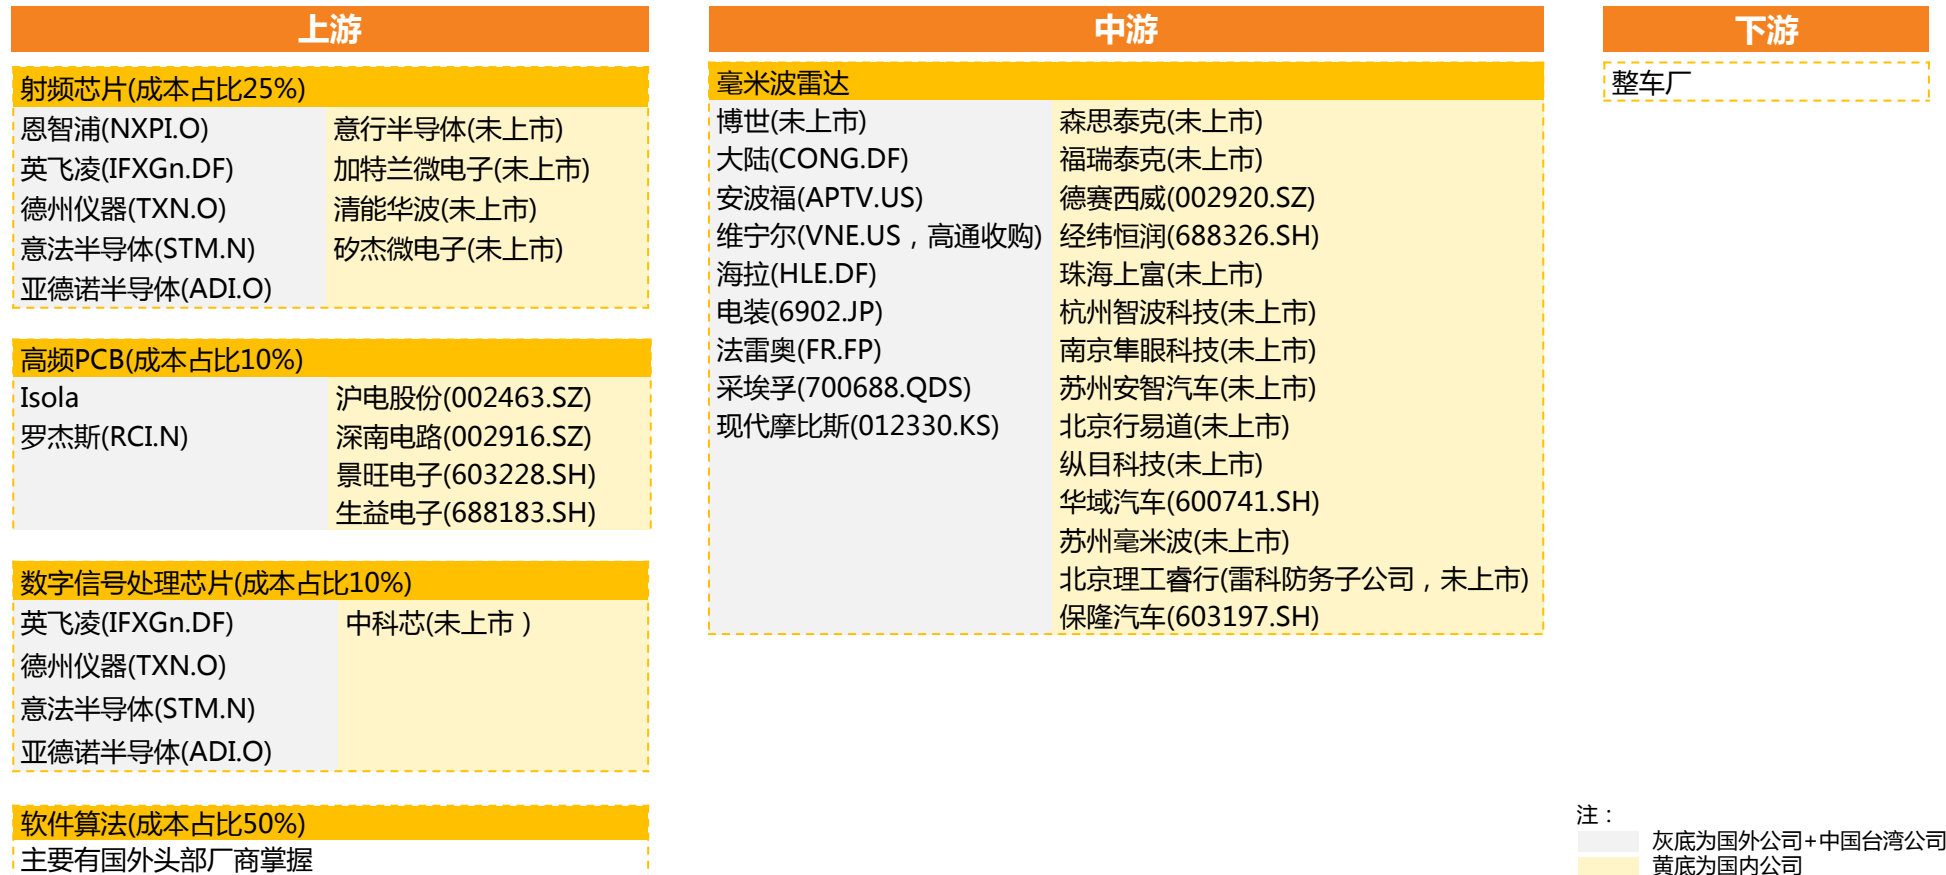 上游
射频芯片(成本占比25%)
恩智浦(NXPI.O)
英飞凌(IFXGn.DF)
德州仪器(TXN.O)
意法半导体(STM.N)
亚德诺半导体(ADI.O)
意行半导体(未上市)
加特兰微电子(未上市)
清能华波(未上市)
矽杰微电子(未上市)
高频PCB(成本占比10%)
Isola
罗杰斯(RCI.N)
沪电股份(002463.SZ)
深南电路(002916.SZ)
景旺电子(603228.SH)
生益电子(688183.SH)
数字信号处理芯片(成本占比10%)
英飞凌(IFXGn.DF)
德州仪器(TXN.O)
意法半导体(STM.N)
亚德诺半导体(ADI.O)
中科芯(未上市）
软件算法(成本占比50%)
主要有国外头部厂商掌握
中游
毫米波雷达
博世(未上市)
大陆(CONG.DF)
安波福(APTV.US)
维宁尔(VNE.US，高通收购)
海拉(HLE.DF)
电装(6902.JP)
法雷奥(FR.FP)
采埃孚(700688.QDS)
现代摩比斯(012330.KS)
森思泰克(未上市)
福瑞泰克(未上市)
德赛西威(002920.SZ)
经纬恒润(688326.SH)
珠海上富(未上市)
杭州智波科技(未上市)
南京隼眼科技(未上市)
苏州安智汽车(未上市)
北京行易道(未上市)
纵目科技(未上市)
华域汽车(600741.SH)
苏州毫米波(未上市)
北京理工睿行(雷科防务子公司，未上市)
保隆汽车(603197.SH)
下游
整车厂
注：
灰底为国外公司+中国台湾公司
黄底为国内公司